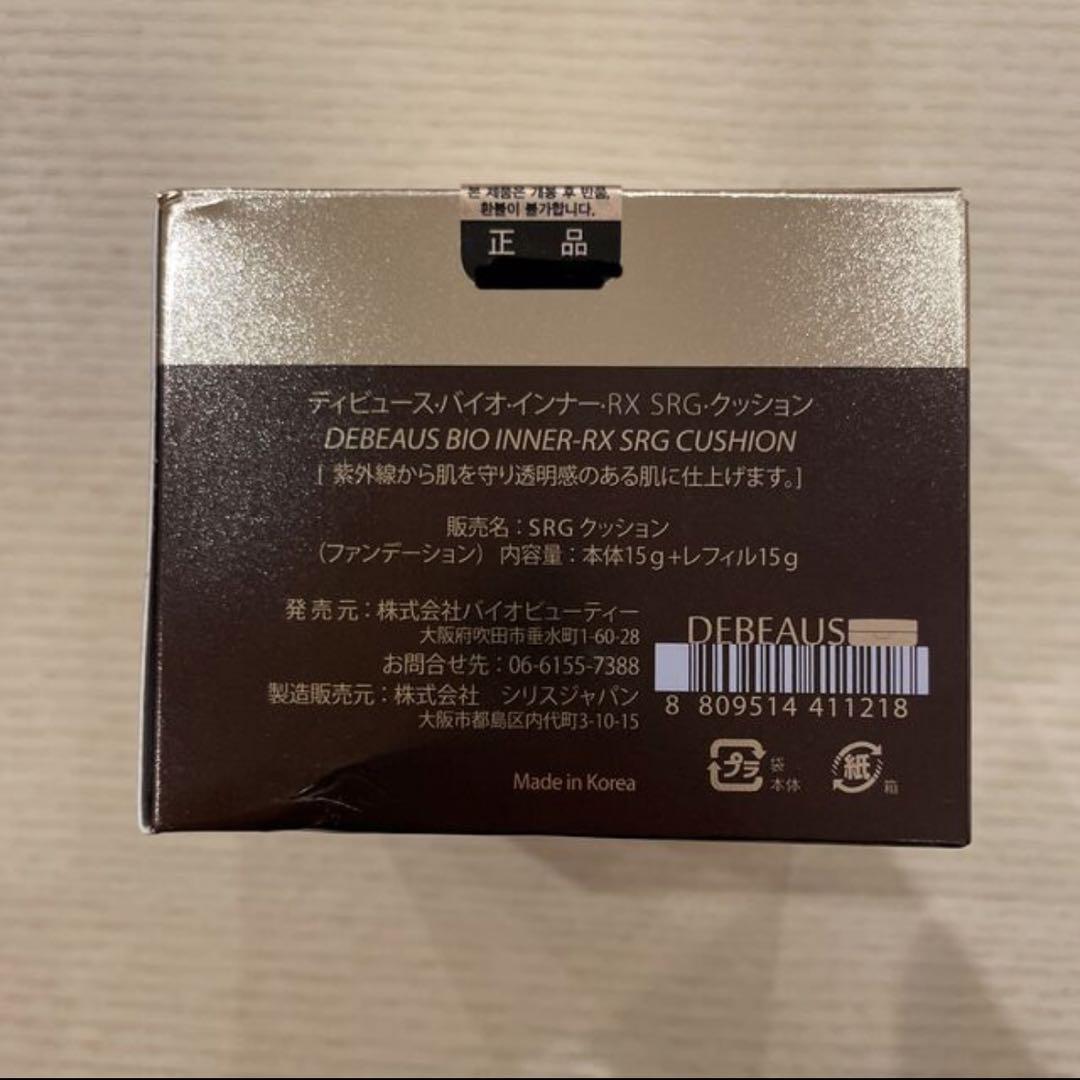 본 제품은 개봉 후 반품,
환불이 불가합니다.
正 品
ディビュース・バイオ・インナー・RX SRG・クッション
DEBEAUS BIO INNER-RX SRG CUSHION
[ 紫外線から肌を守り透明感のある肌に仕上げます。]
販売名：SRG クッション
（ファンデーション） 内容量：本体15g+レフィル15g
発売元：株式会社バイオビューティー
大阪府吹田市垂水町1-60-28
お問合せ先：06-6155-7388
製造販売元：株式会社 シリスジャパン
大阪市都島区内代町3-10-15
Made in Korea
DEBEAUS
8 809514 411218
プラ 袋
本体
紙 箱